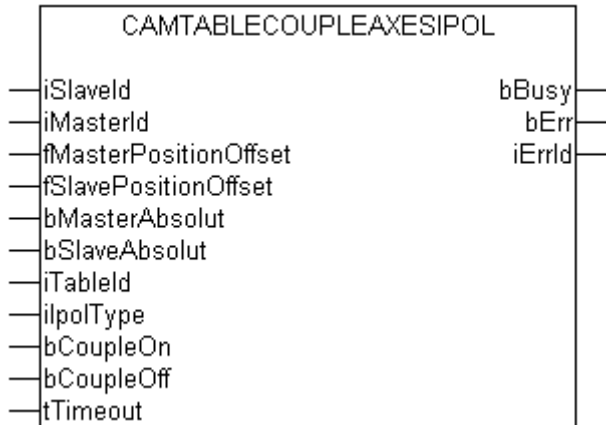 CAMTABLECOUPLEAXESIPOL
iSlaveId bBusy
iMasterId bErr
fMasterPositionOffset iErrId
fSlavePositionOffset
bMasterAbsolut
bSlaveAbsolut
iTableId
iIpolType
bCoupleOn
bCoupleOff
tTimeout